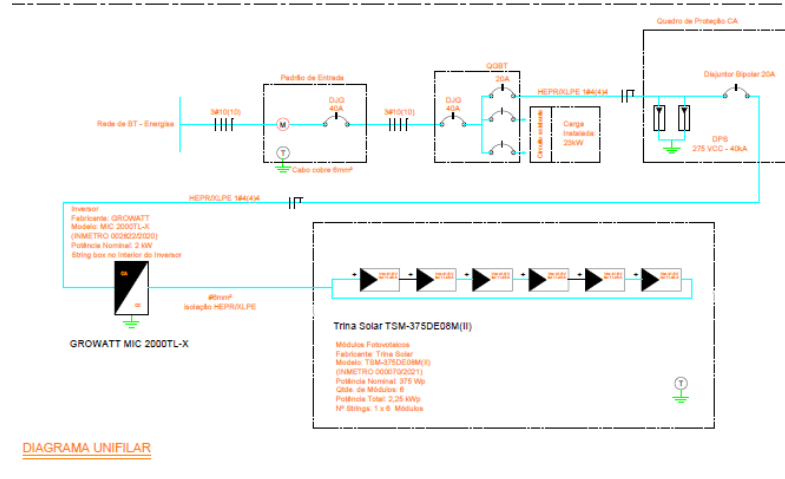 Quadro de Proteção CA
QGBT
20A
HEPR/XLPE 1#4(4)4
Disjuntor Bipolar 20A
Padrão de Entrada
DJG
40A
DJG
40A
3#10(10)
3#10(10)
Rede de BT - Energisa
M
T
Cabo cobre 6mm²
Circuito existente
Carga
Instalada:
23kW
DPS
275 VCC - 40kA
HEPR/XLPE 1#4(4)4
Inversor
Fabricante: GROWATT
Modelo: MIC 2000TL-X
(INMETRO 002622/2020)
Potência Nominal: 2 kW
String box no Interior do Inversor
CA
CC
#6mm²
isolação HEPR/XLPE
GROWATT MIC 2000TL-X
Trina Solar TSM-375DE08M(II)
Módulos Fotovoltaicos
Fabricante: Trina Solar
Modelo: TSM-375DE08M(II)
(INMETRO 000070/2021)
Potência Nominal: 375 Wp
Qtde. de Módulos: 6
Potência Total: 2,25 kWp
Nº Strings: 1 x 6 Módulos
T
DIAGRAMA UNIFILAR